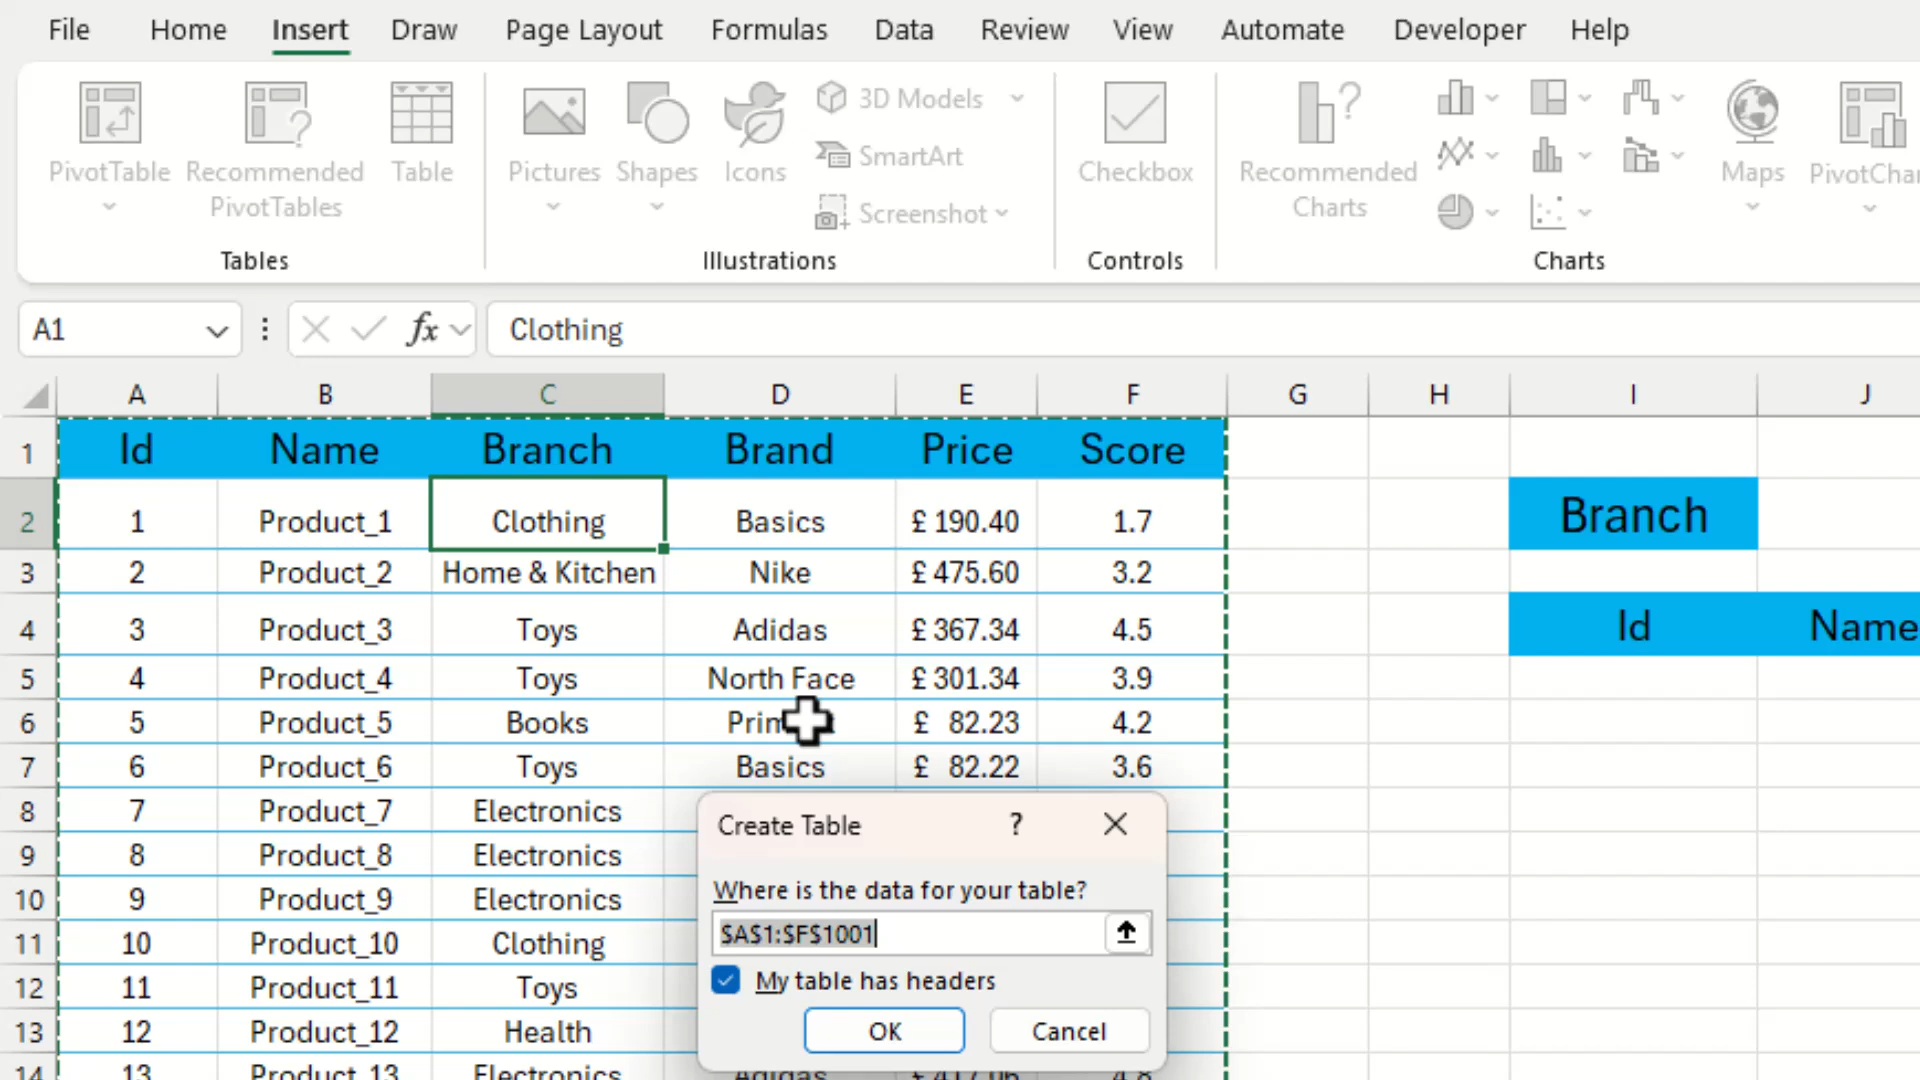 File Home Insert Draw Page Layout Formulas Data Review View Automate Developer Help
PivotTable Recommended PivotTables Table Pictures Shapes Icons 3D Models SmartArt Screenshot Checkbox Recommended Charts Maps
Tables Illustrations Controls Charts
A1 fx Clothing
A B C D E F G H I J
1 Id Name Branch Brand Price Score
2 1 Product_1 Clothing Basics £ 190.40 1.7 Branch
3 2 Product_2 Home & Kitchen Nike £ 475.60 3.2
4 3 Product_3 Toys Adidas £ 367.34 4.5 Id Name
5 4 Product_4 Toys North Face £ 301.34 3.9
6 5 Product_5 Books £ 82.23 4.2
7 6 Product_6 Toys Basics £ 82.22 3.6
8 7 Product_7 Electronics
9 8 Product_8 Electronics
10 9 Product_9 Electronics
11 10 Product_10 Clothing
12 11 Product_11 Toys
13 12 Product_12 Health
14 13 Product_13 Electronics Adidas
Create Table ?
Where is the data for your table?
$A$1:$F$1001
My table has headers
OK Cancel